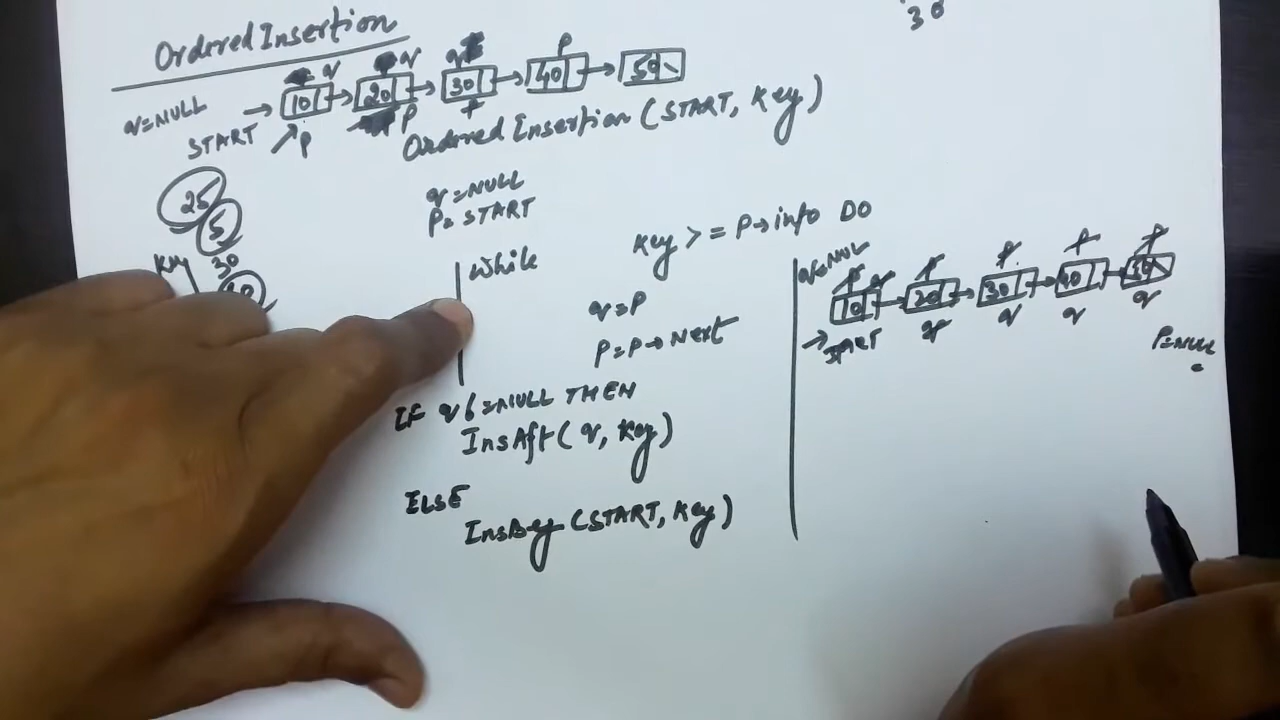 30
Ordered Insertion
q=NULL
START
10 20 30 40 50
q q q p
p p
Ordered Insertion (START, Key)
25
5
30
Key
q=NULL
P=START
While Key >= P→info DO
q=P
P=P→Next
IF q!=NULL THEN
InsAft(q, Key)
ELSE
InsBeg(START, Key)
q=NULL
p p p p p
10 20 30 40 50
START q q q q
P=NULL